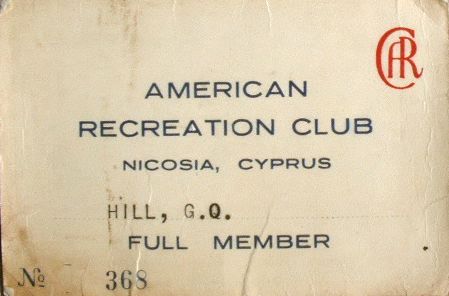 ARC
AMERICAN
RECREATION CLUB
NICOSIA, CYPRUS
HILL, G.Q.
FULL MEMBER
No 368